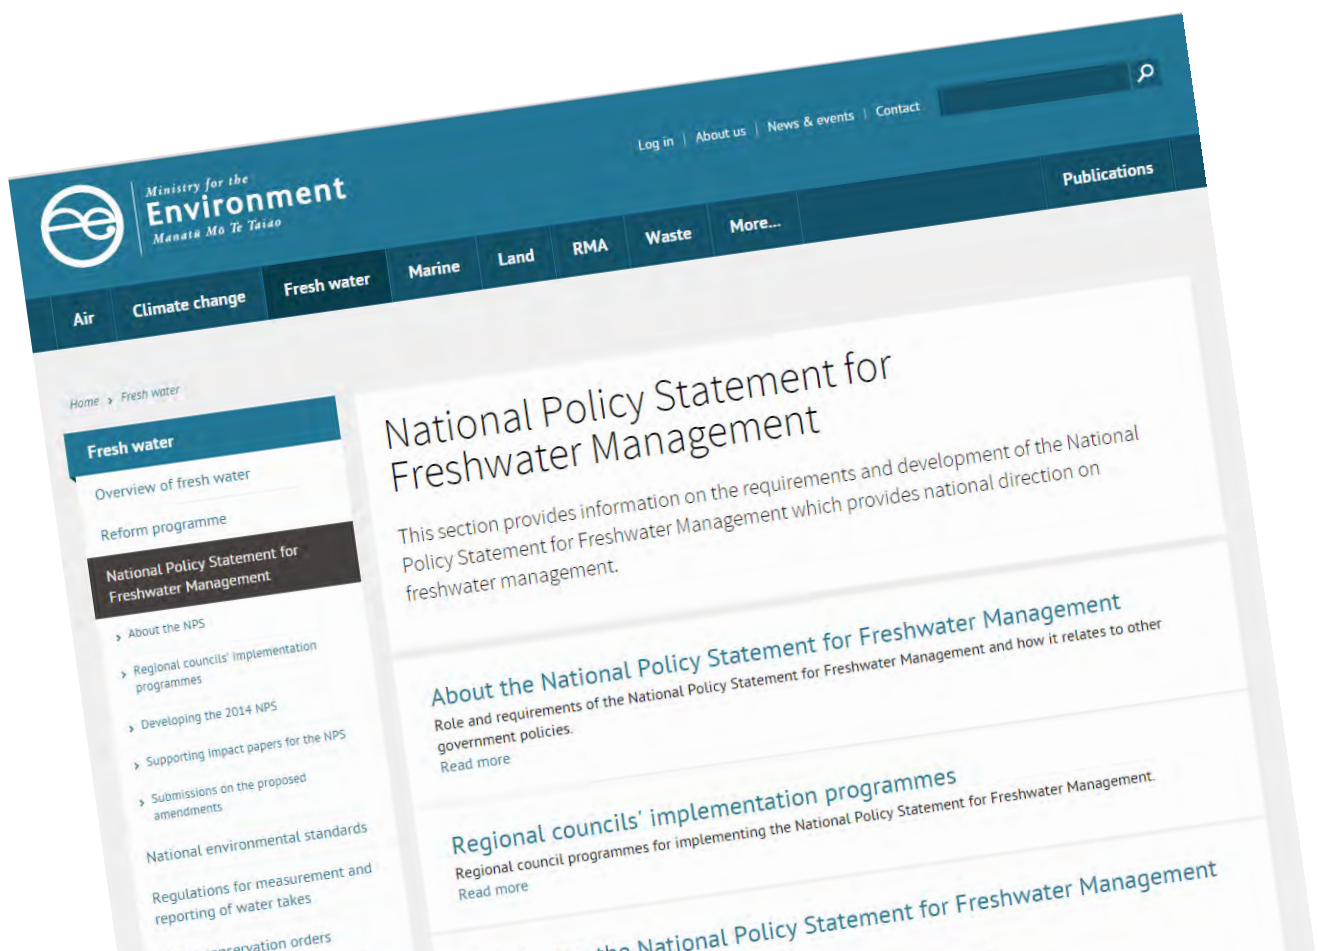 Log in | About us | News & events | Contact
Ministry for the
Environment
Manatū Mō Te Taiao
Air Climate change Fresh water Marine Land RMA Waste More... Publications
Home > Fresh water
Fresh water
Overview of fresh water
Reform programme
National Policy Statement for
Freshwater Management
> About the NPS
> Regional councils' implementation
programmes
> Developing the 2014 NPS
> Supporting impact papers for the NPS
> Submissions on the proposed
amendments
National environmental standards
Regulations for measurement and
reporting of water takes
orders
National Policy Statement for
Freshwater Management
This section provides information on the requirements and development of the National
Policy Statement for Freshwater Management which provides national direction on
freshwater management.
About the National Policy Statement for Freshwater Management
Role and requirements of the National Policy Statement for Freshwater Management and how it relates to other
government policies.
Read more
Regional councils' implementation programmes
Regional council programmes for implementing the National Policy Statement for Freshwater Management.
Read more
the National Policy Statement for Freshwater Management